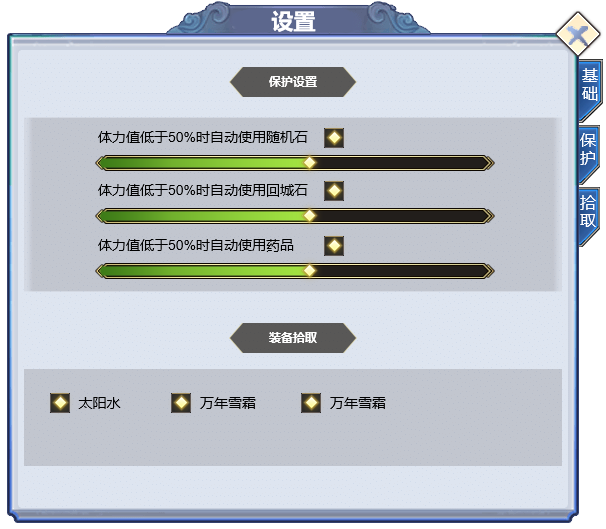 设置
保护设置
体力值低于50%时自动使用随机石
体力值低于50%时自动使用回城石
体力值低于50%时自动使用药品
装备拾取
太阳水 万年雪霜 万年雪霜
基础
保护
拾取